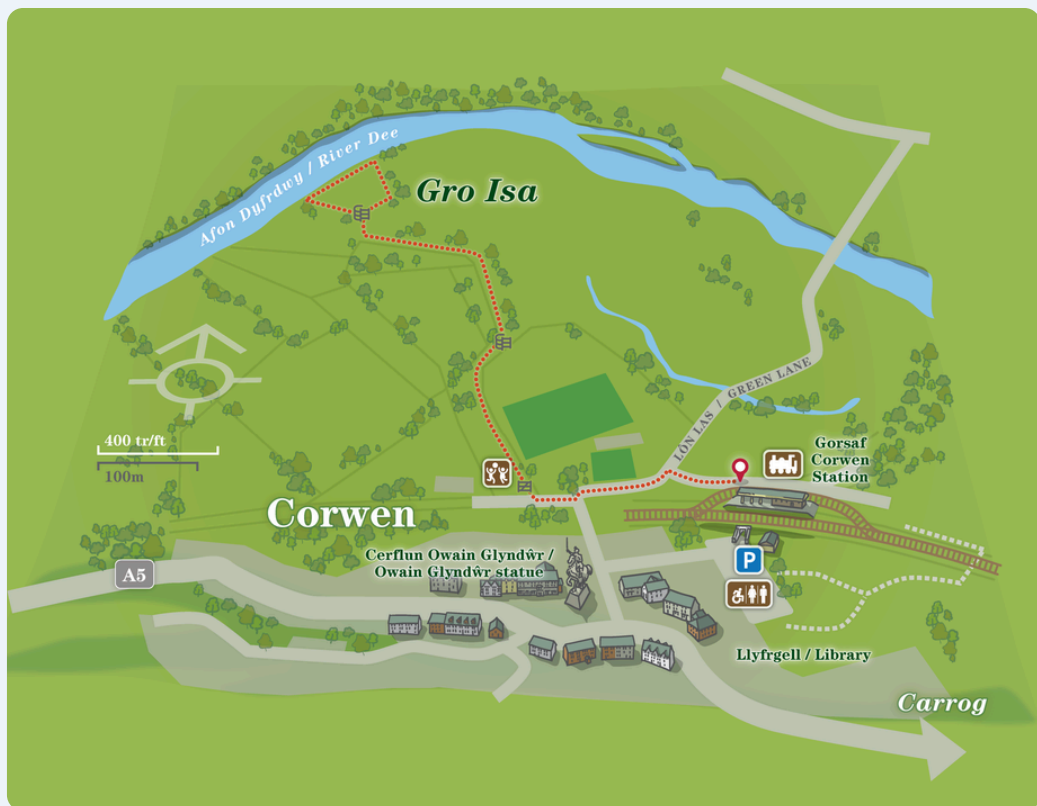 Afon Dyfrdwy / River Dee
Gro Isa
LÔN LAS / GREEN LANE
400 tr/ft
100m
Gorsaf
Corwen
Station
Corwen
Cerflun Owain Glyndŵr /
Owain Glyndŵr statue
A5
P
Llyfrgell / Library
Carrog